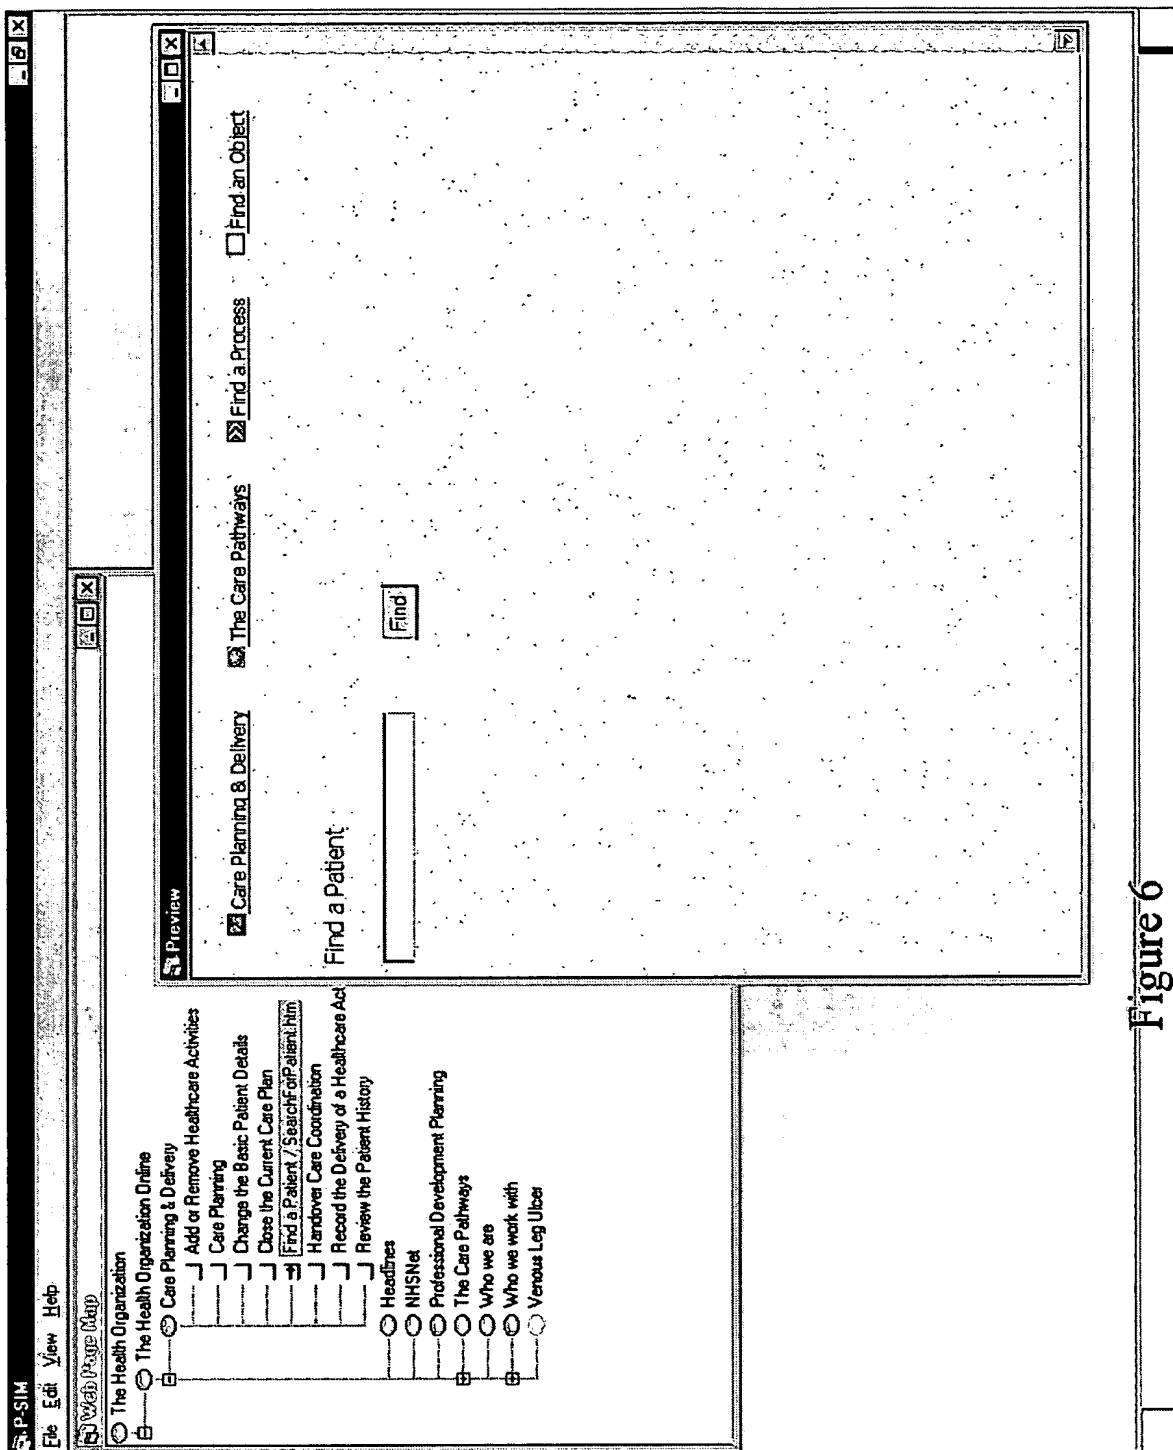 P-SIM
File Edit View Help
Web Page Map
The Health Organization
The Health Organization Online
Care Planning & Delivery
Add or Remove Healthcare Activities
Care Planning
Change the Basic Patient Details
Close the Current Care Plan
Find a Patient / SearchForPatient.htm
Handover Care Coordination
Record the Delivery of a Healthcare Act
Review the Patient History
Headlines
NHSNet
Professional Development Planning
The Care Pathways
Who we are
Who we work with
Venous Leg Ulcer
Preview
Care Planning & Delivery The Care Pathways Find a Process Find an Object
Find a Patient
Find
Figure 6